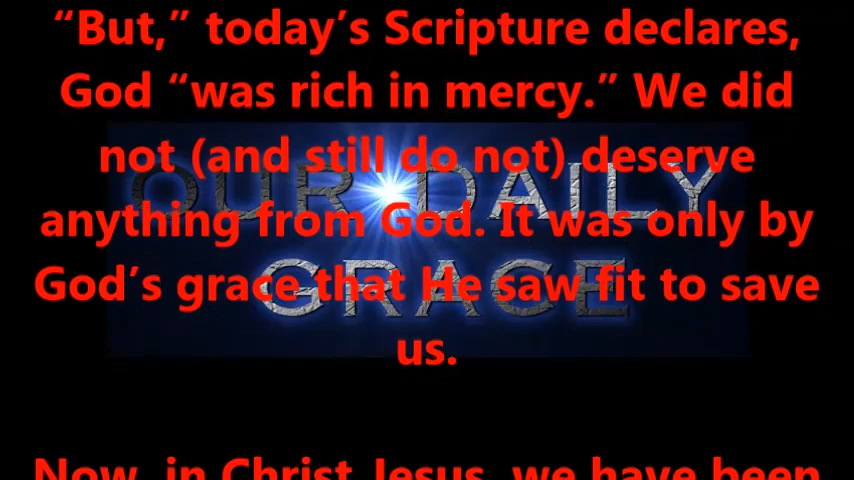 “But,” today’s Scripture declares,
God “was rich in mercy.” We did
not (and still do not) deserve
anything from God. It was only by
God’s grace that He saw fit to save
us.
Now, in Christ Jesus, we have been
OUR DAILY
GRACE